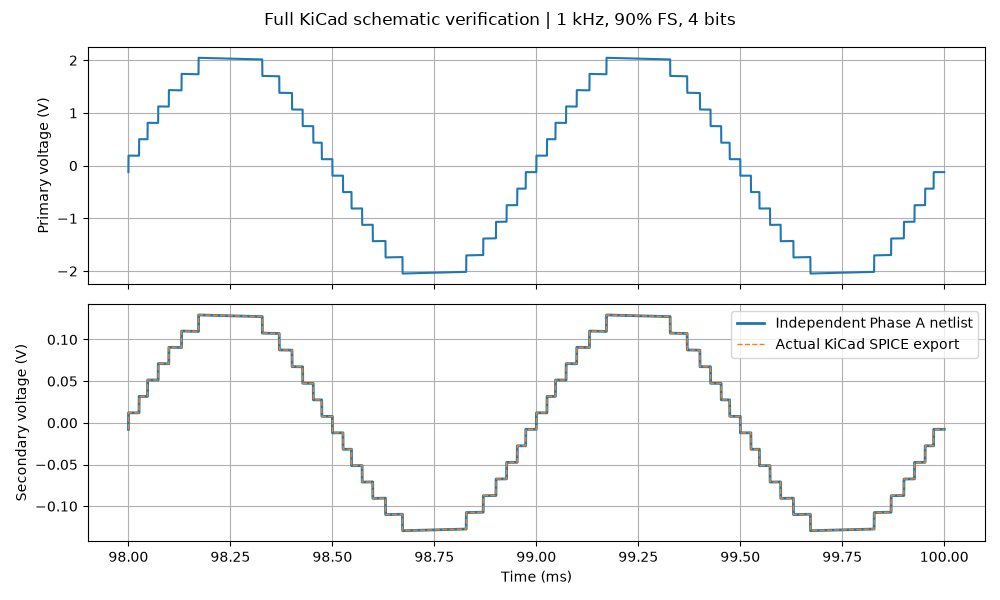 Full KiCad schematic verification | 1 kHz, 90% FS, 4 bits
Primary voltage (V)
2
1
0
−1
−2
Secondary voltage (V)
0.10
0.05
0.00
−0.05
−0.10
Independent Phase A netlist
Actual KiCad SPICE export
98.00 98.25 98.50 98.75 99.00 99.25 99.50 99.75 100.00
Time (ms)